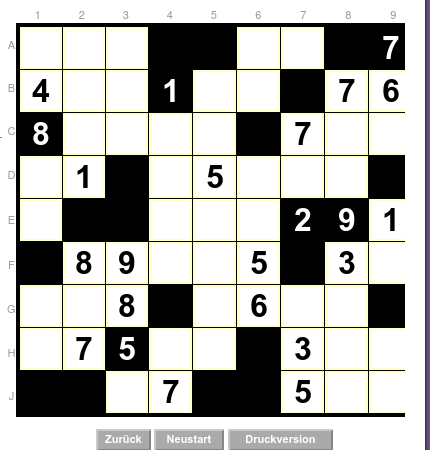 1 2 3 4 5 6 7 8 9
A 7
B 4 1 7 6
C 8 7
D 1 5
E 2 9 1
F 8 9 5 3
G 8 6
H 7 5 3
J 7 5
Zurück Neustart Druckversion